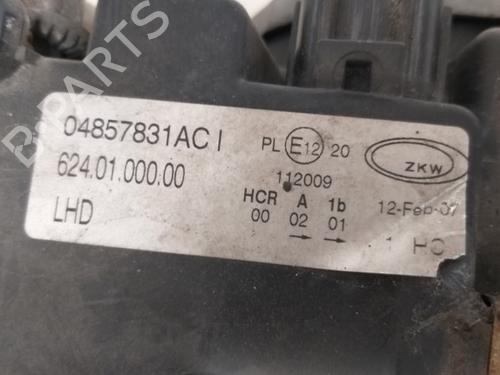 04857831AC I
624.01.000.00
LHD
PL E12 20
112009
HCR A 1b
00 02 01
→ →
ZKW
12-Feb-07
1 HC
B-PARTS